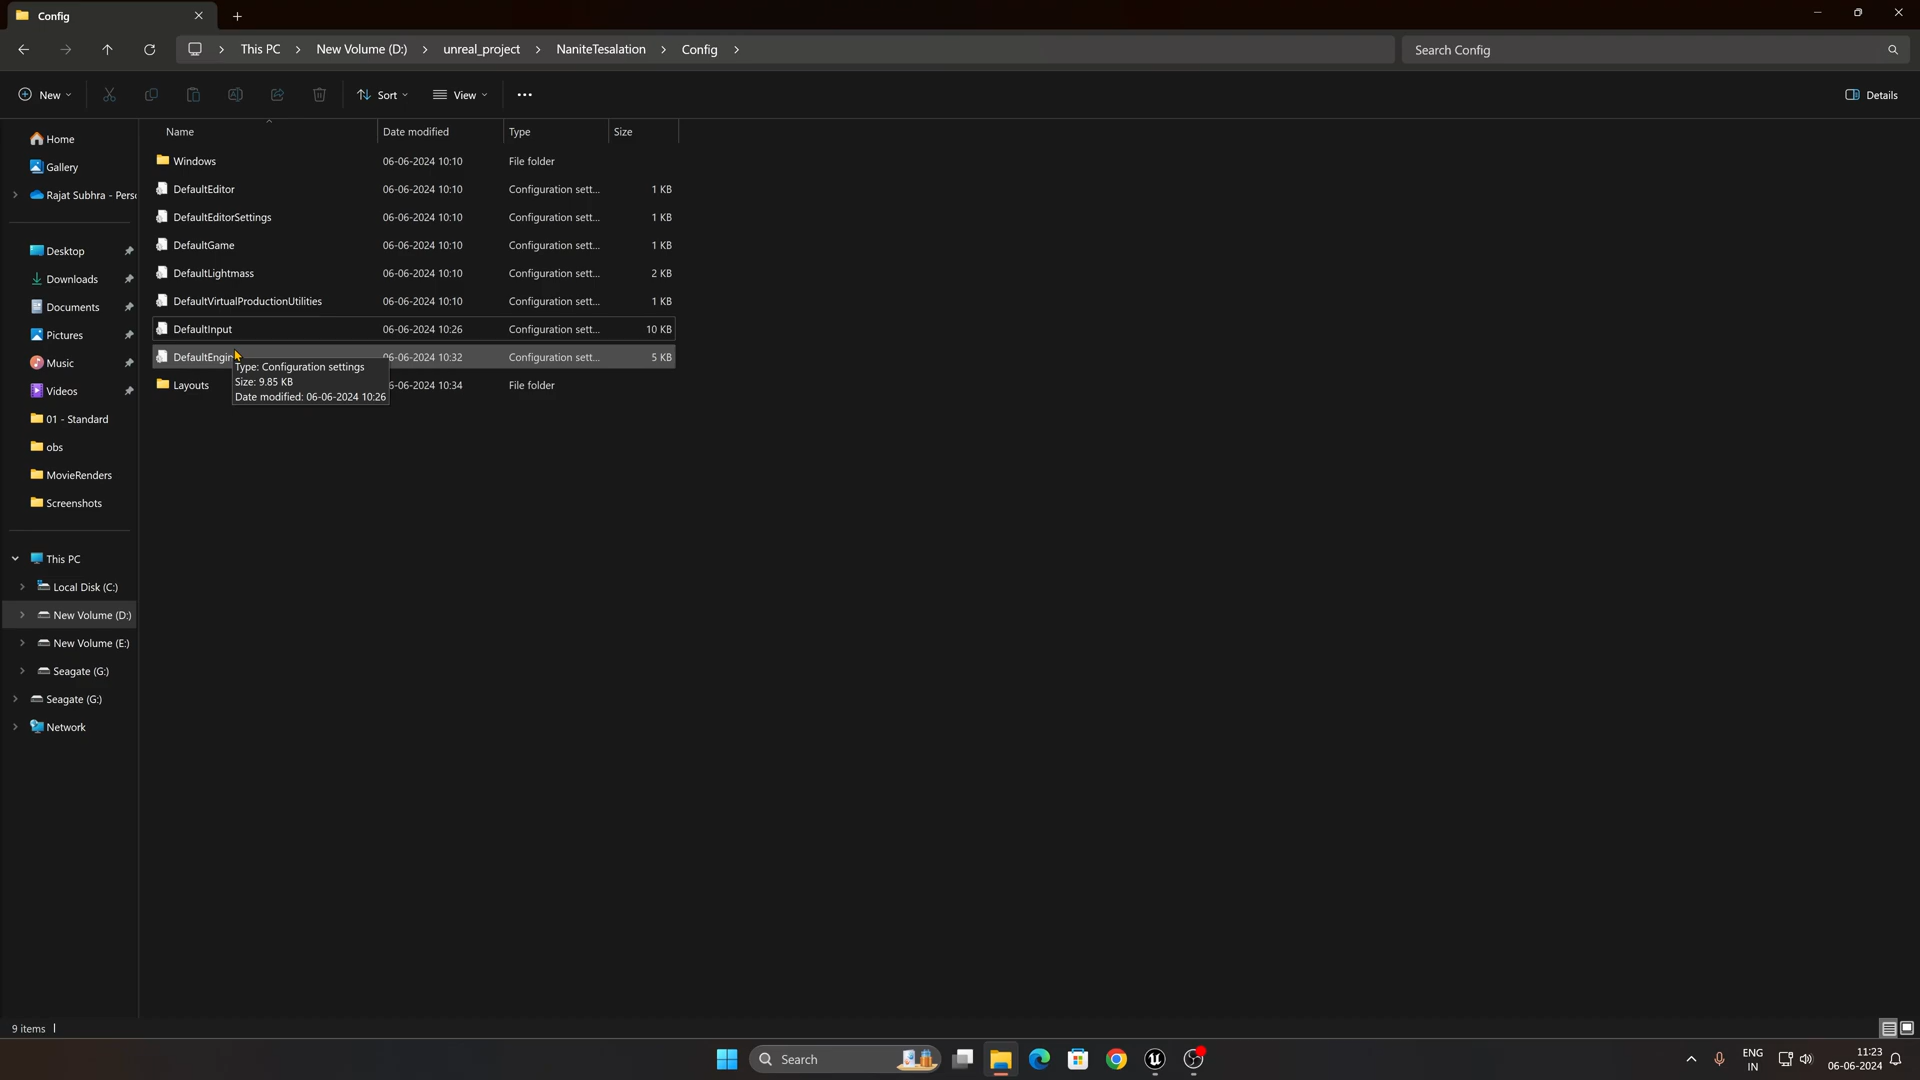 Config
This PC
New Volume (D:)
unreal_project
NaniteTesalation
Config
Search Config
New
Sort
View
Details
Name
Date modified
Type
Size
Home
Gallery
Rajat Subhra - Pers
Desktop
Downloads
Documents
Pictures
Music
Videos
01 - Standard
obs
MovieRenders
Screenshots
This PC
Local Disk (C:)
New Volume (D:)
New Volume (E:)
Seagate (G:)
Seagate (G:)
Network
Windows 06-06-2024 10:10 File folder
DefaultEditor 06-06-2024 10:10 Configuration sett... 1 KB
DefaultEditorSettings 06-06-2024 10:10 Configuration sett... 1 KB
DefaultGame 06-06-2024 10:10 Configuration sett... 1 KB
DefaultLightmass 06-06-2024 10:10 Configuration sett... 2 KB
DefaultVirtualProductionUtilities 06-06-2024 10:10 Configuration sett... 1 KB
DefaultInput 06-06-2024 10:26 Configuration sett... 10 KB
DefaultEngin 06-06-2024 10:32 Configuration sett... 5 KB
Layouts 6-06-2024 10:34 File folder
Type: Configuration settings
Size: 9.85 KB
Date modified: 06-06-2024 10:26
9 items
Search
ENG
IN
11:23
06-06-2024